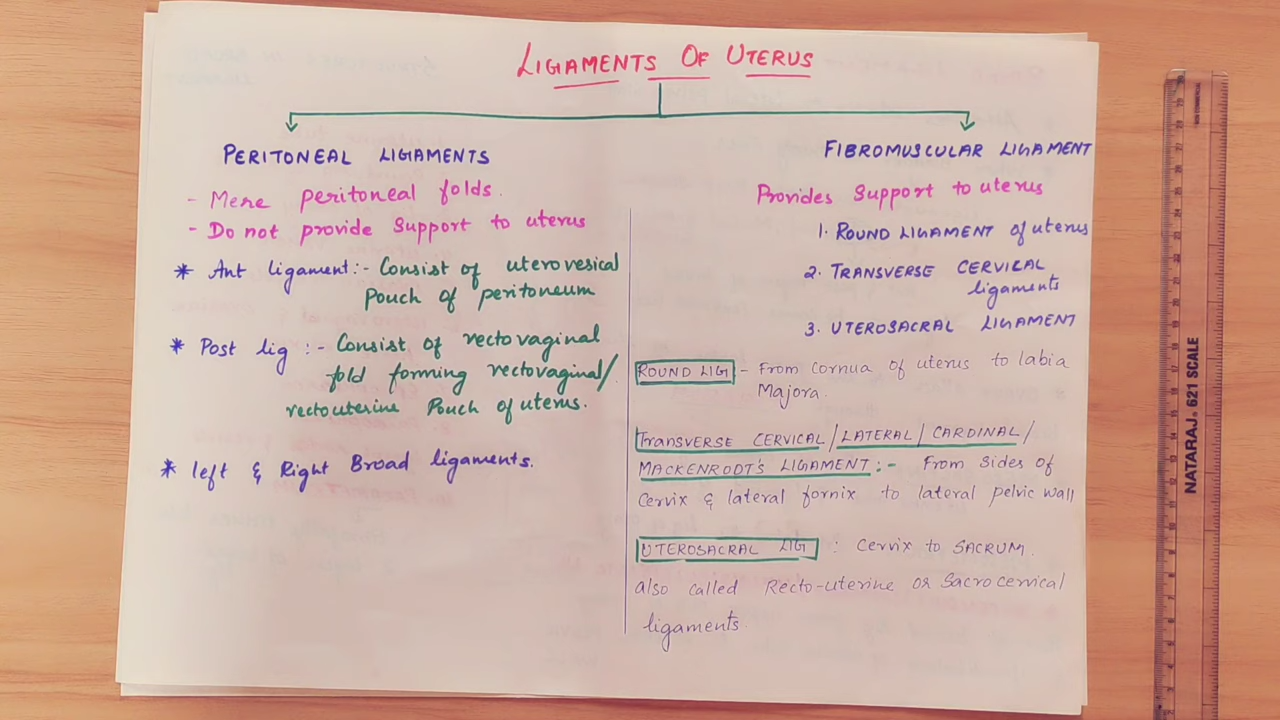 LIGAMENTS OF UTERUS
PERITONEAL LIGAMENTS
- Mere peritoneal folds.
- Do not provide Support to uterus
* Ant ligament:- Consist of uterovesical
Pouch of peritoneum
* Post lig :- Consist of rectovaginal
fold forming rectovaginal/
rectouterine Pouch of uterus.
* left & Right Broad ligaments.
FIBROMUSCULAR LIGAMENT
Provides Support to uterus
1. ROUND LIGAMENT of uterus
2. TRANSVERSE CERVICAL
ligaments
3. UTEROSACRAL LIGAMENT
ROUND LIG - From Cornua of uterus to labia
Majora.
TRANSVERSE CERVICAL/LATERAL/CARDINAL/
MACKENRODT'S LIGAMENT:- From Sides of
Cervix & lateral fornix to lateral pelvic wall
UTEROSACRAL LIG : Cervix to SACRUM.
also called Recto-uterine or Sacrocervical
ligaments.
NATARAJ® 621 SCALE